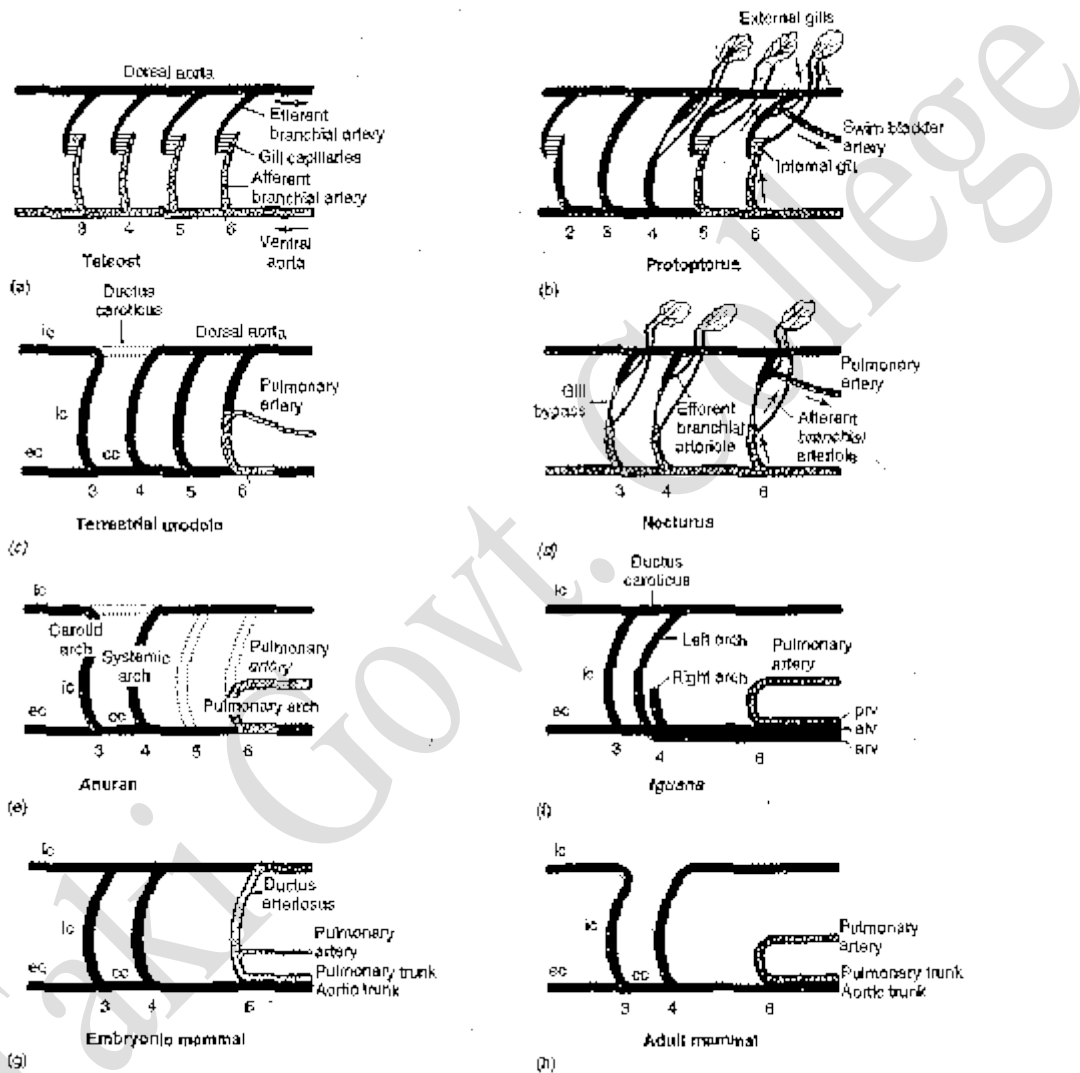 External gills
Dorsal aorta
Efferent
branchial artery
Gill capillaries
Afferent
branchial artery
3 4 5 6
Ventral
aorta
Teleost
(a)
Swim bladder
artery
Internal gill
2 3 4 5 6
Protopterus
(b)
Ductus
caroticus
ic
Dorsal aorta
Pulmonary
artery
ic
ec
cc
3 4 5 6
Terrestrial urodele
(c)
Pulmonary
artery
Gill
bypass
Efferent
branchial
arteriole
Afferent
branchial
arteriole
3 4 6
Necturus
(d)
ic
Carotid
arch
Systemic
arch
Pulmonary
artery
ic
Pulmonary arch
ec
cc
3 4 5 6
Anuran
(e)
Ductus
caroticus
ic
Left arch
Pulmonary
artery
ic
Right arch
ec
prv
alv
arv
3 4 6
Iguana
(f)
ic
Ductus
arteriosus
ic
Pulmonary
artery
ec
cc
Pulmonary trunk
Aortic trunk
3 4 6
Embryonic mammal
(g)
ic
ic
Pulmonary
artery
ec
cc
Pulmonary trunk
Aortic trunk
3 4 6
Adult mammal
(h)
Taki Govt. College